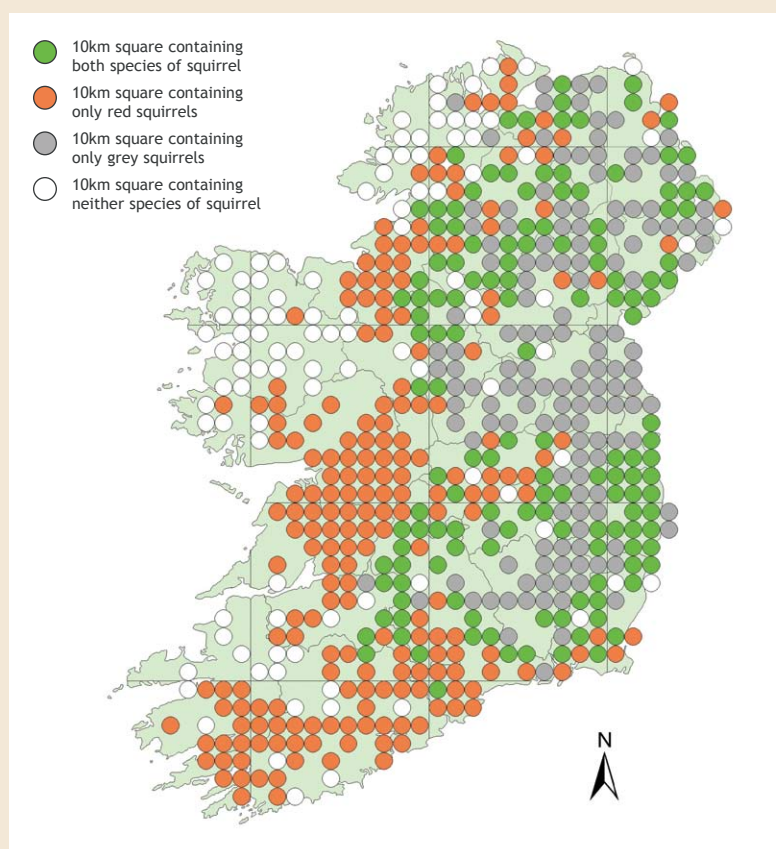 10km square containing
both species of squirrel
10km square containing
only red squirrels
10km square containing
only grey squirrels
10km square containing
neither species of squirrel
N